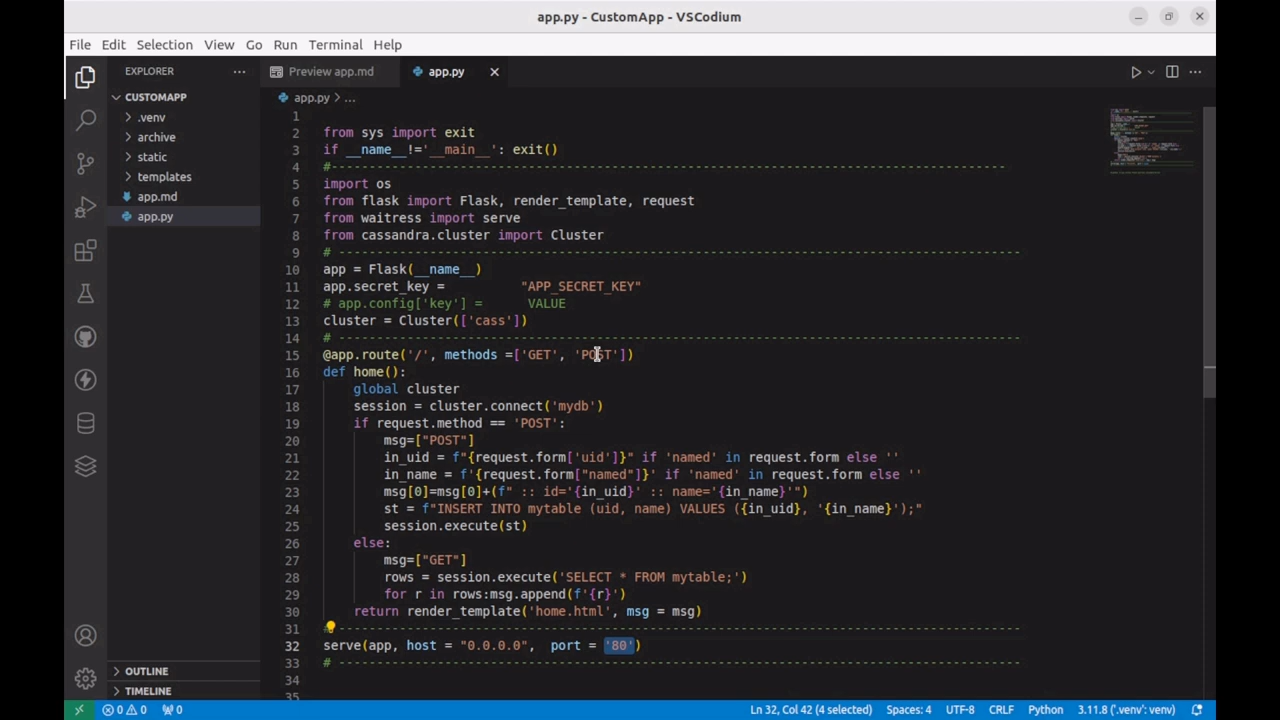 app.py - CustomApp - VSCodium
File Edit Selection View Go Run Terminal Help
EXPLORER
Preview app.md
app.py
CUSTOMAPP
app.py > ...
.venv
archive
static
templates
app.md
app.py
1
2 from sys import exit
3 if __name__!='__main__': exit()
4 #----------------------------------------------------------------------------------------
5 import os
6 from flask import Flask, render_template, request
7 from waitress import serve
8 from cassandra.cluster import Cluster
9 # ------------------------------------------------------------------------------------------
10 app = Flask(__name__)
11 app.secret_key =          "APP_SECRET_KEY"
12 # app.config['key'] =      VALUE
13 cluster = Cluster(['cass'])
14 # ------------------------------------------------------------------------------------------
15 @app.route('/', methods =['GET', 'POST'])
16 def home():
17     global cluster
18     session = cluster.connect('mydb')
19     if request.method == 'POST':
20         msg=["POST"]
21         in_uid = f"{request.form['uid']}" if 'named' in request.form else ''
22         in_name = f'{request.form["named"]}' if 'named' in request.form else ''
23         msg[0]=msg[0]+(f" :: id='{in_uid}' :: name='{in_name}'")
24         st = f"INSERT INTO mytable (uid, name) VALUES ({in_uid}, '{in_name}');"
25         session.execute(st)
26     else:
27         msg=["GET"]
28         rows = session.execute('SELECT * FROM mytable;')
29         for r in rows:msg.append(f'{r}')
30     return render_template('home.html', msg = msg)
31 # ------------------------------------------------------------------------------------------
32 serve(app, host = "0.0.0.0",  port = '80')
33 # ------------------------------------------------------------------------------------------
34
35
OUTLINE
TIMELINE
0 0 0 Ln 32, Col 42 (4 selected) Spaces: 4 UTF-8 CRLF Python 3.11.8 ('.venv': venv)